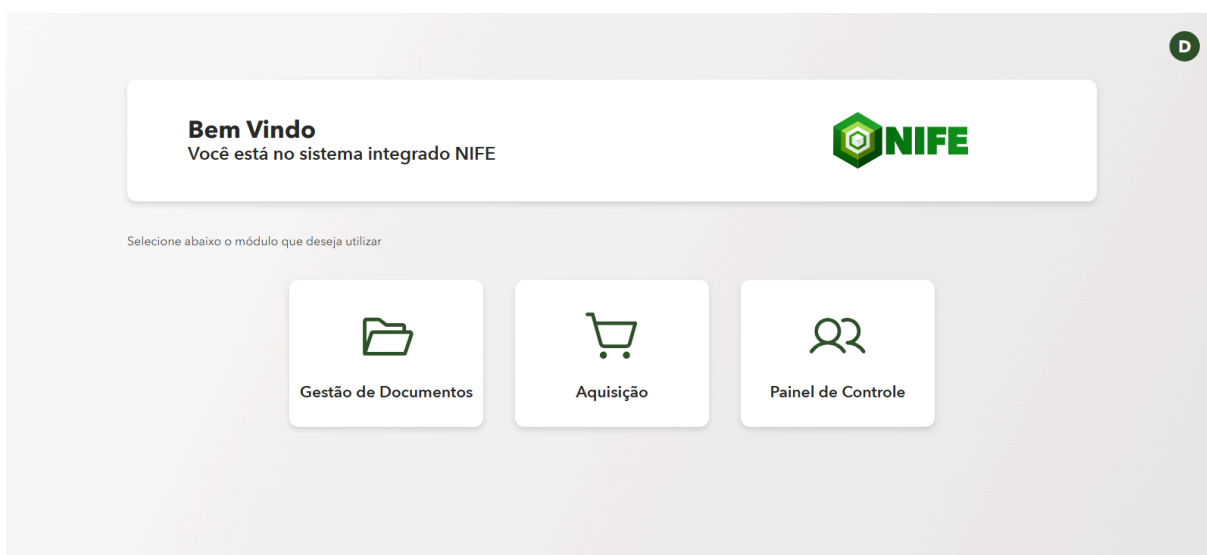 D
Bem Vindo
Você está no sistema integrado NIFE
NIFE
Selecione abaixo o módulo que deseja utilizar
Gestão de Documentos
Aquisição
Painel de Controle